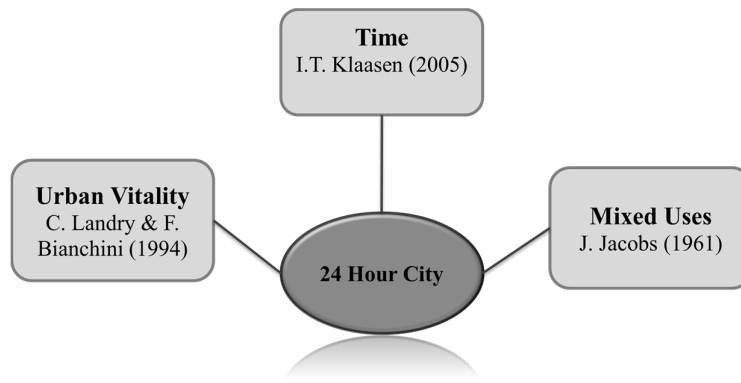 Time
I.T. Klaasen (2005)
Urban Vitality
C. Landry & F.
Bianchini (1994)
Mixed Uses
J. Jacobs (1961)
24 Hour City